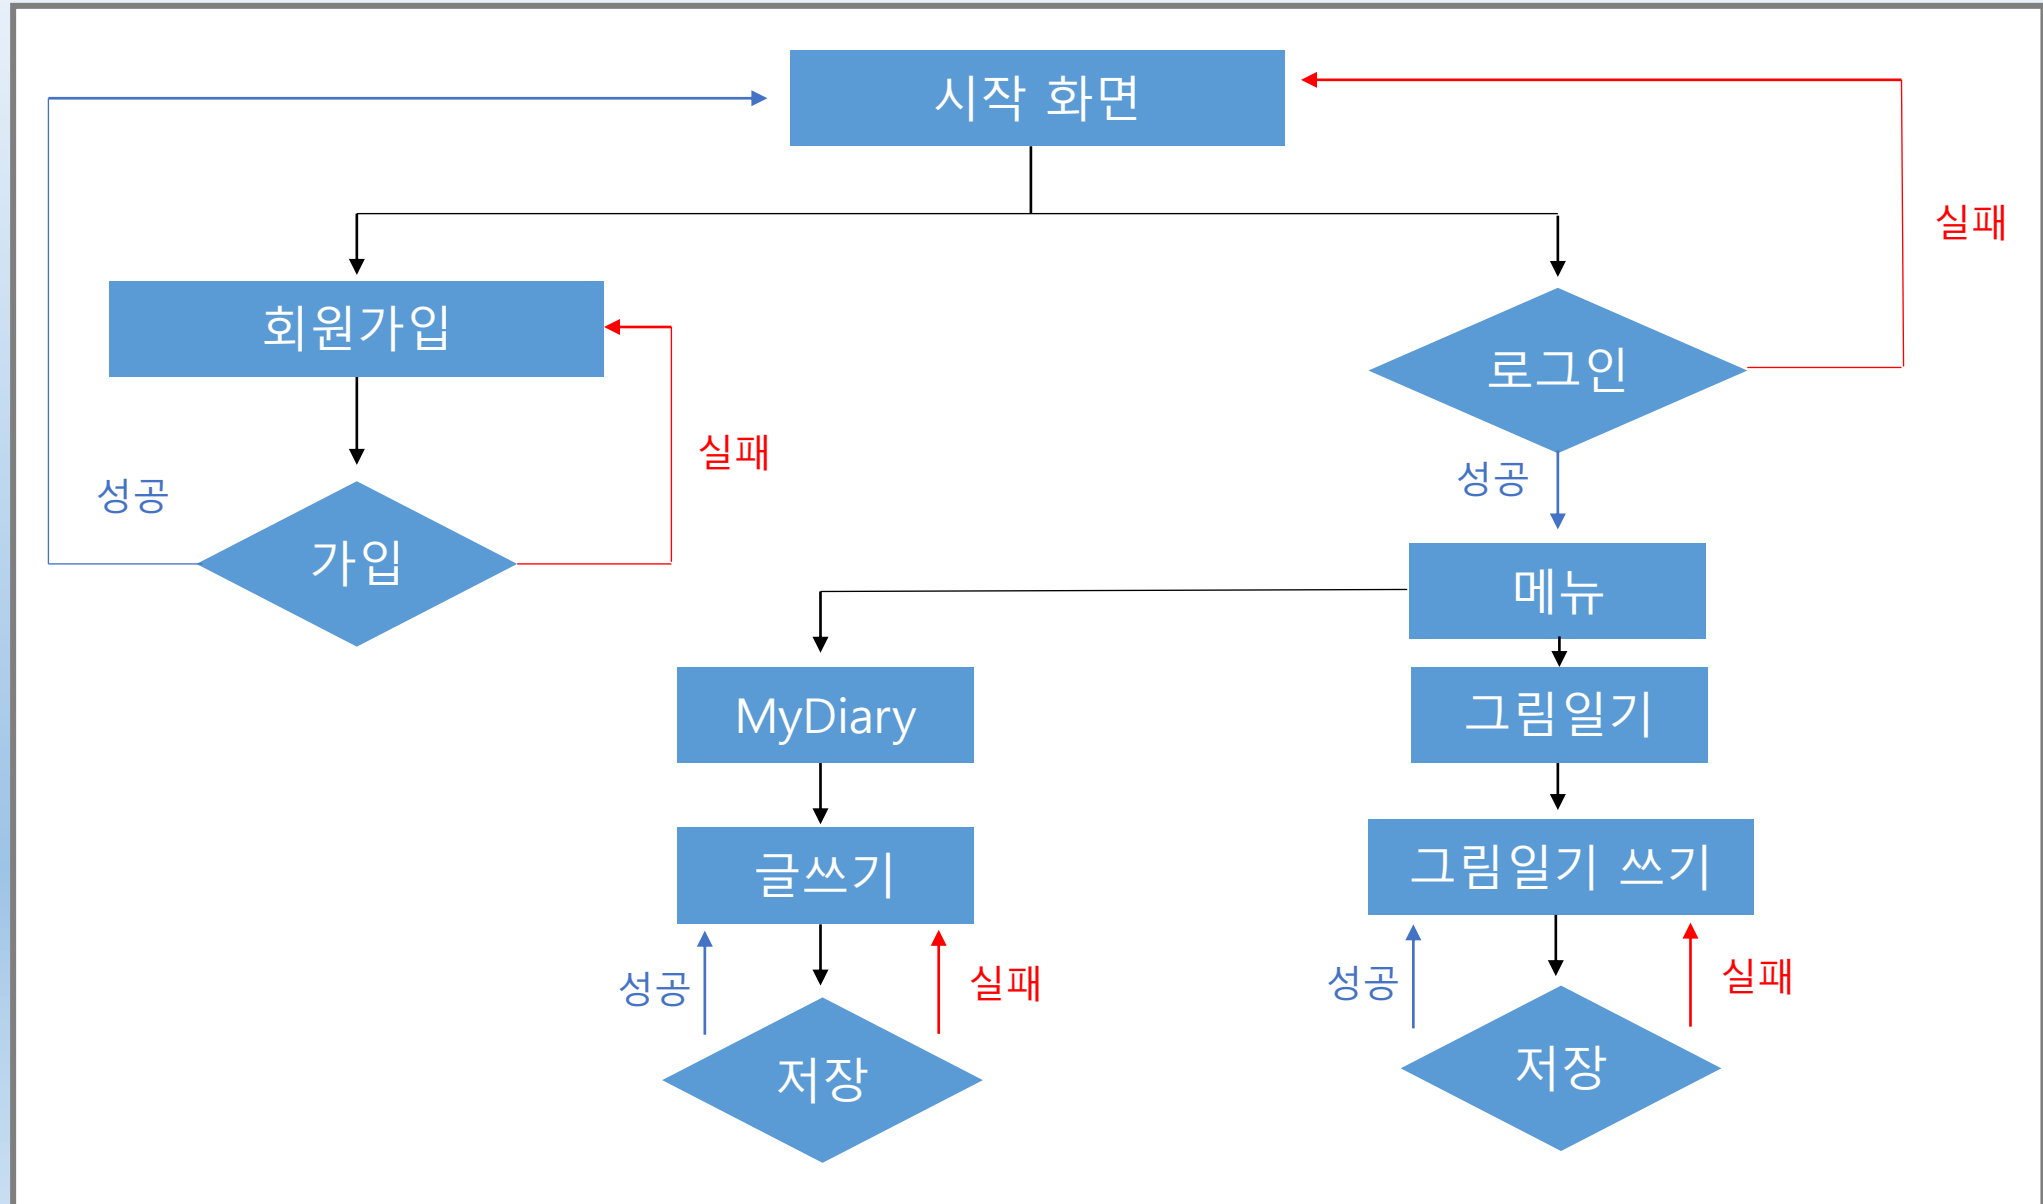 시작 화면
실패
회원가입
로그인
실패
성공
성공
가입
메뉴
MyDiary
그림일기
글쓰기
그림일기 쓰기
성공
실패
성공
실패
저장
저장